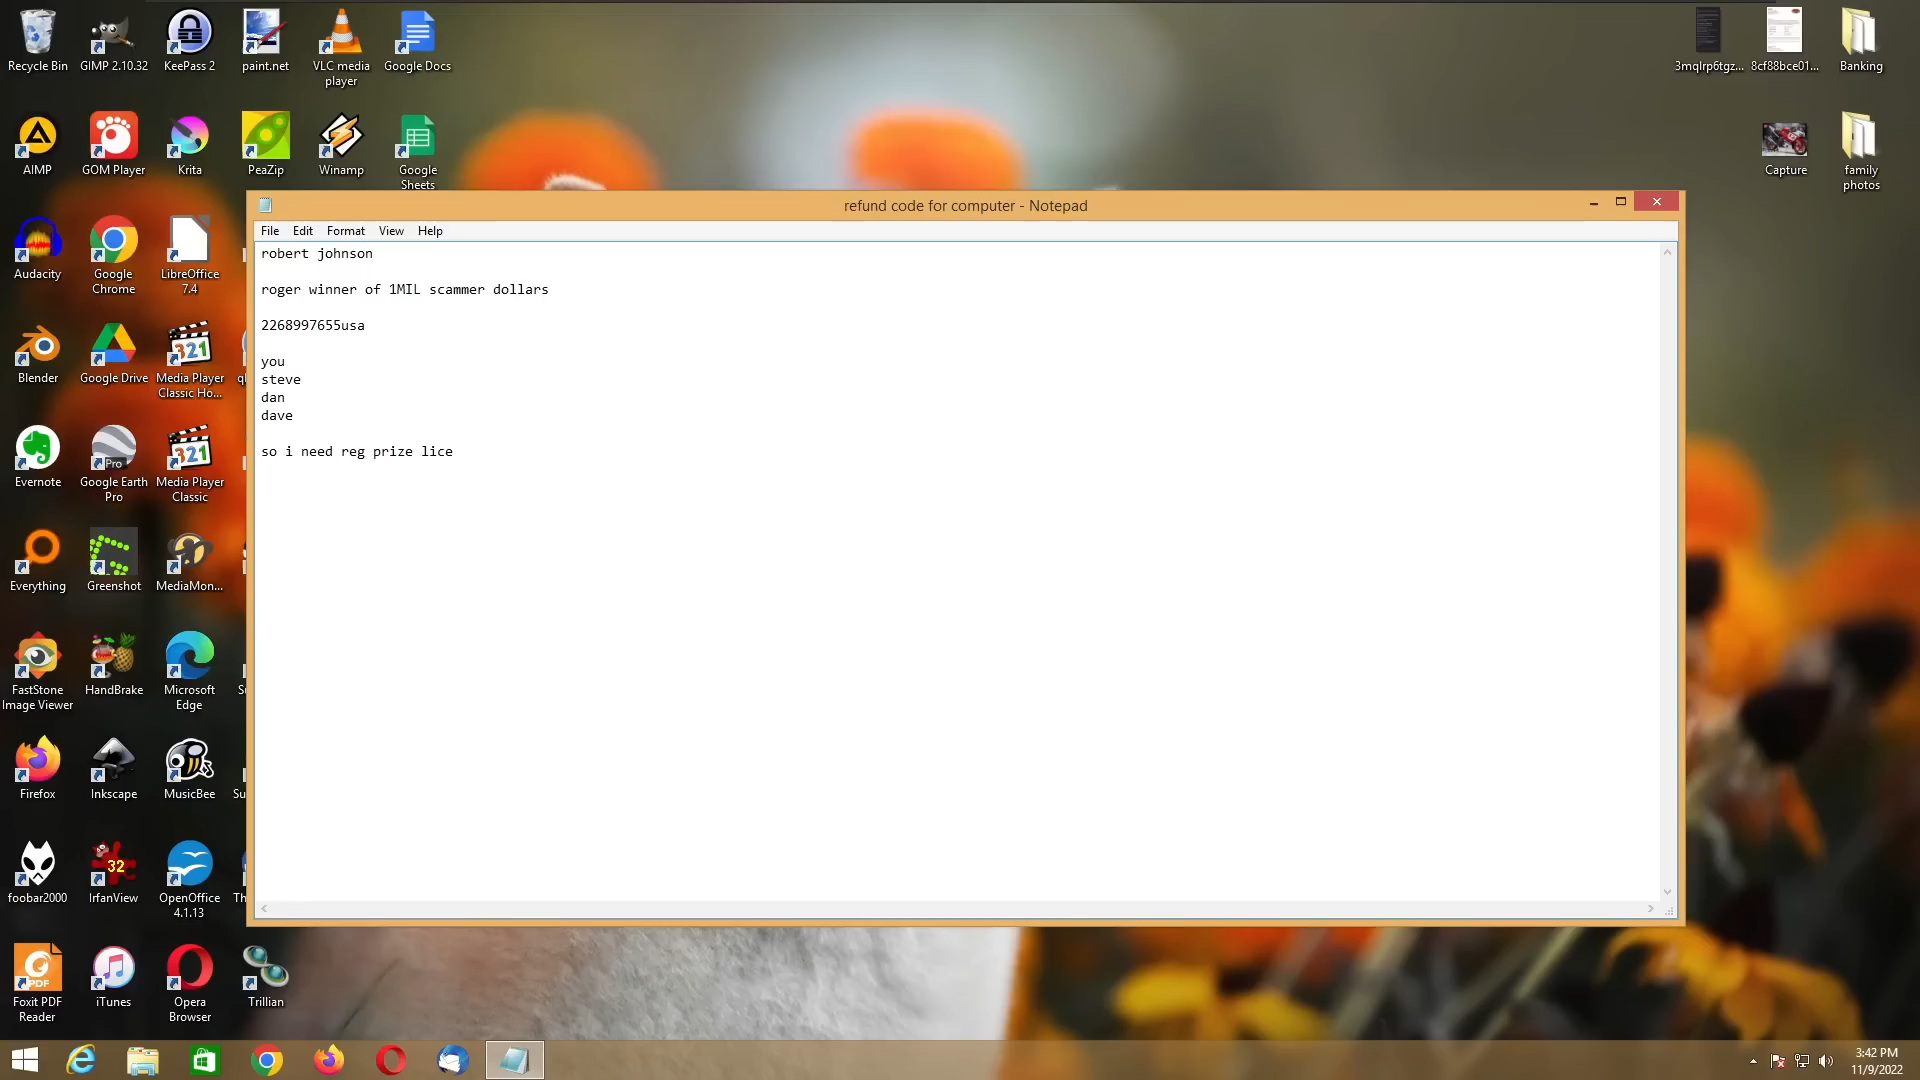 Recycle Bin
GIMP 2.10.32
KeePass 2
paint.net
VLC media player
Google Docs
3mqlrp6tgz...
8cf88bce01...
Banking
AIMP
GOM Player
Krita
PeaZip
Winamp
Google Sheets
Capture
family photos
refund code for computer - Notepad
File Edit Format View Help
robert johnson
roger winner of 1MIL scammer dollars
2268997655usa
you
steve
dan
dave
so i need reg prize lice
Audacity
Google Chrome
LibreOffice 7.4
Blender
Google Drive
321
Media Player Classic Ho...
Evernote
Pro
Google Earth Pro
321
Media Player Classic
Everything
Greenshot
MediaMon...
FastStone Image Viewer
HandBrake
Microsoft Edge
Firefox
Inkscape
MusicBee
foobar2000
32
IrfanView
OpenOffice 4.1.13
PDF
Foxit PDF Reader
iTunes
Opera Browser
Trillian
3:42 PM
11/9/2022